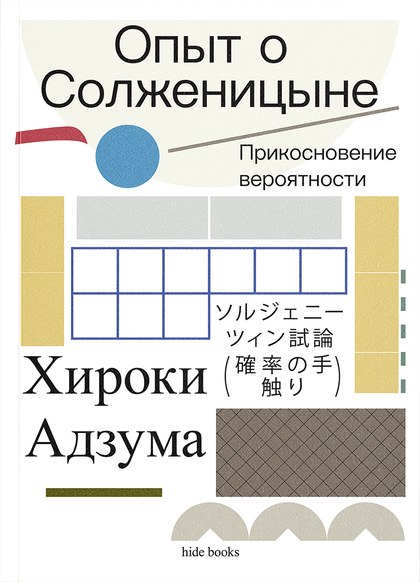 Опыт о
Солженицыне
Прикосновение
вероятности
ソルジェニー
ツィン試論
(確率の手
触り)
Хироки
Адзума
hide books